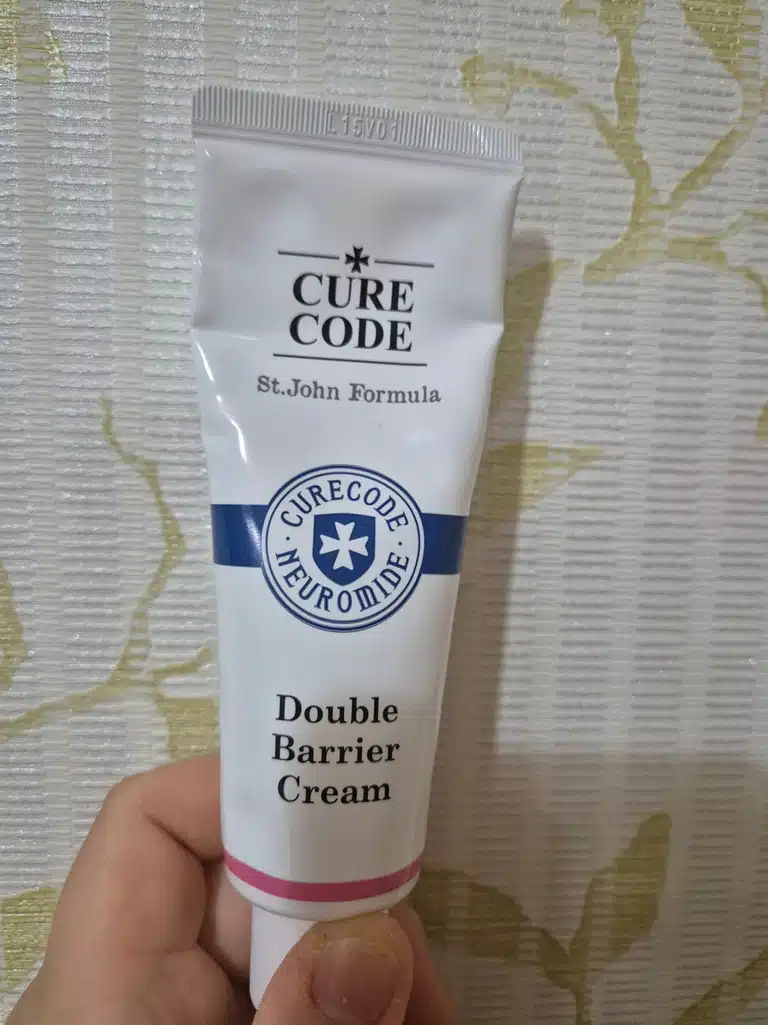 L15V01
CURE
CODE
St.John Formula
CURECODE
NEUROMIDE
Double
Barrier
Cream